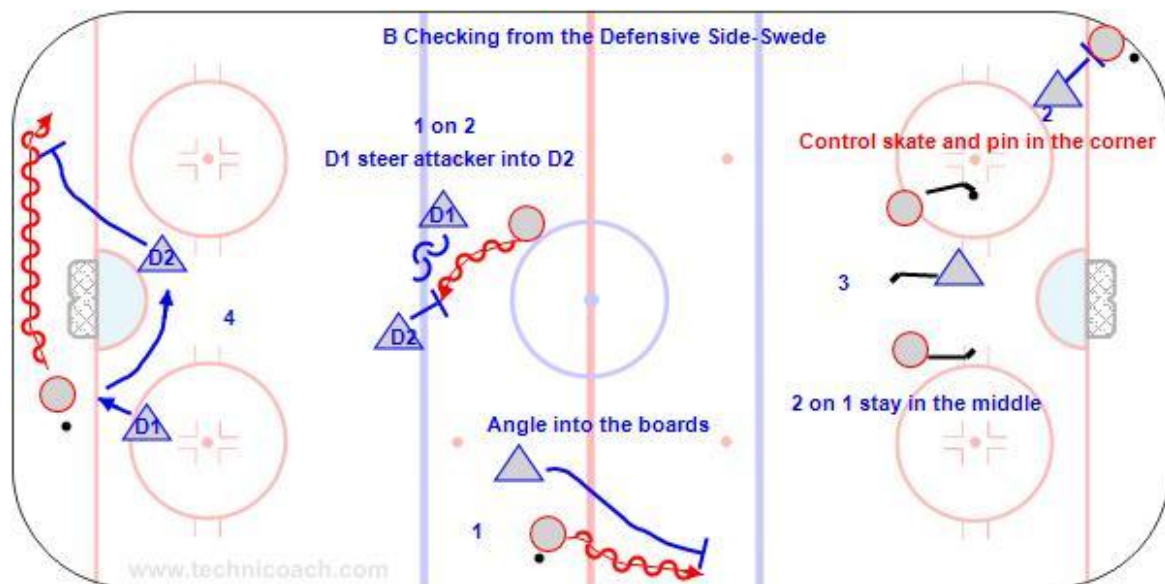 B Checking from the Defensive Side-Swede
1 on 2
D1 steer attacker into D2
2
Control skate and pin in the corner
D1
D2
D2
3
4
D2
D1
2 on 1 stay in the middle
Angle into the boards
1
www.technicoach.com